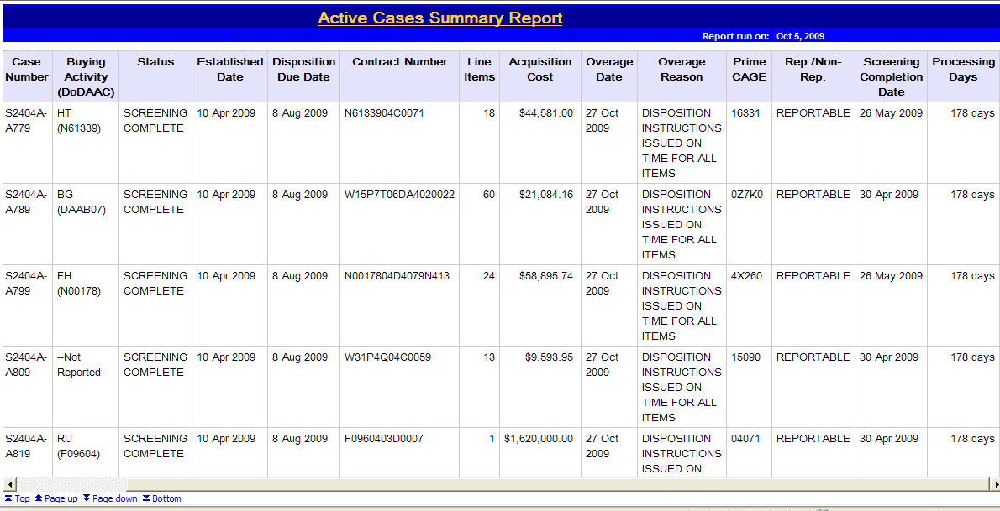 Active Cases Summary Report
Report run on: Oct 5, 2009
Case Number Buying Activity (DoDAAC) Status Established Date Disposition Due Date Contract Number Line Items Acquisition Cost Overage Date Overage Reason Prime CAGE Rep./Non-Rep. Screening Completion Date Processing Days
S2404A-A779 HT (N61339) SCREENING COMPLETE 10 Apr 2009 8 Aug 2009 N6133904C0071 18 $44,581.00 27 Oct 2009 DISPOSITION INSTRUCTIONS ISSUED ON TIME FOR ALL ITEMS 16331 REPORTABLE 26 May 2009 178 days
S2404A-A789 BG (DAAB07) SCREENING COMPLETE 10 Apr 2009 8 Aug 2009 W15P7T06DA4020022 60 $21,084.16 27 Oct 2009 DISPOSITION INSTRUCTIONS ISSUED ON TIME FOR ALL ITEMS 0Z7K0 REPORTABLE 30 Apr 2009 178 days
S2404A-A799 FH (N00178) SCREENING COMPLETE 10 Apr 2009 8 Aug 2009 N0017804D4079N413 24 $58,895.74 27 Oct 2009 DISPOSITION INSTRUCTIONS ISSUED ON TIME FOR ALL ITEMS 4X260 REPORTABLE 26 May 2009 178 days
S2404A-A809 --Not Reported-- SCREENING COMPLETE 10 Apr 2009 8 Aug 2009 W31P4Q04C0059 13 $9,593.95 27 Oct 2009 DISPOSITION INSTRUCTIONS ISSUED ON TIME FOR ALL ITEMS 15090 REPORTABLE 30 Apr 2009 178 days
S2404A-A819 RU (F09604) SCREENING COMPLETE 10 Apr 2009 8 Aug 2009 F0960403D0007 1 $1,620,000.00 27 Oct 2009 DISPOSITION INSTRUCTIONS ISSUED ON 04071 REPORTABLE 30 Apr 2009 178 days
Top Page up Page down Bottom